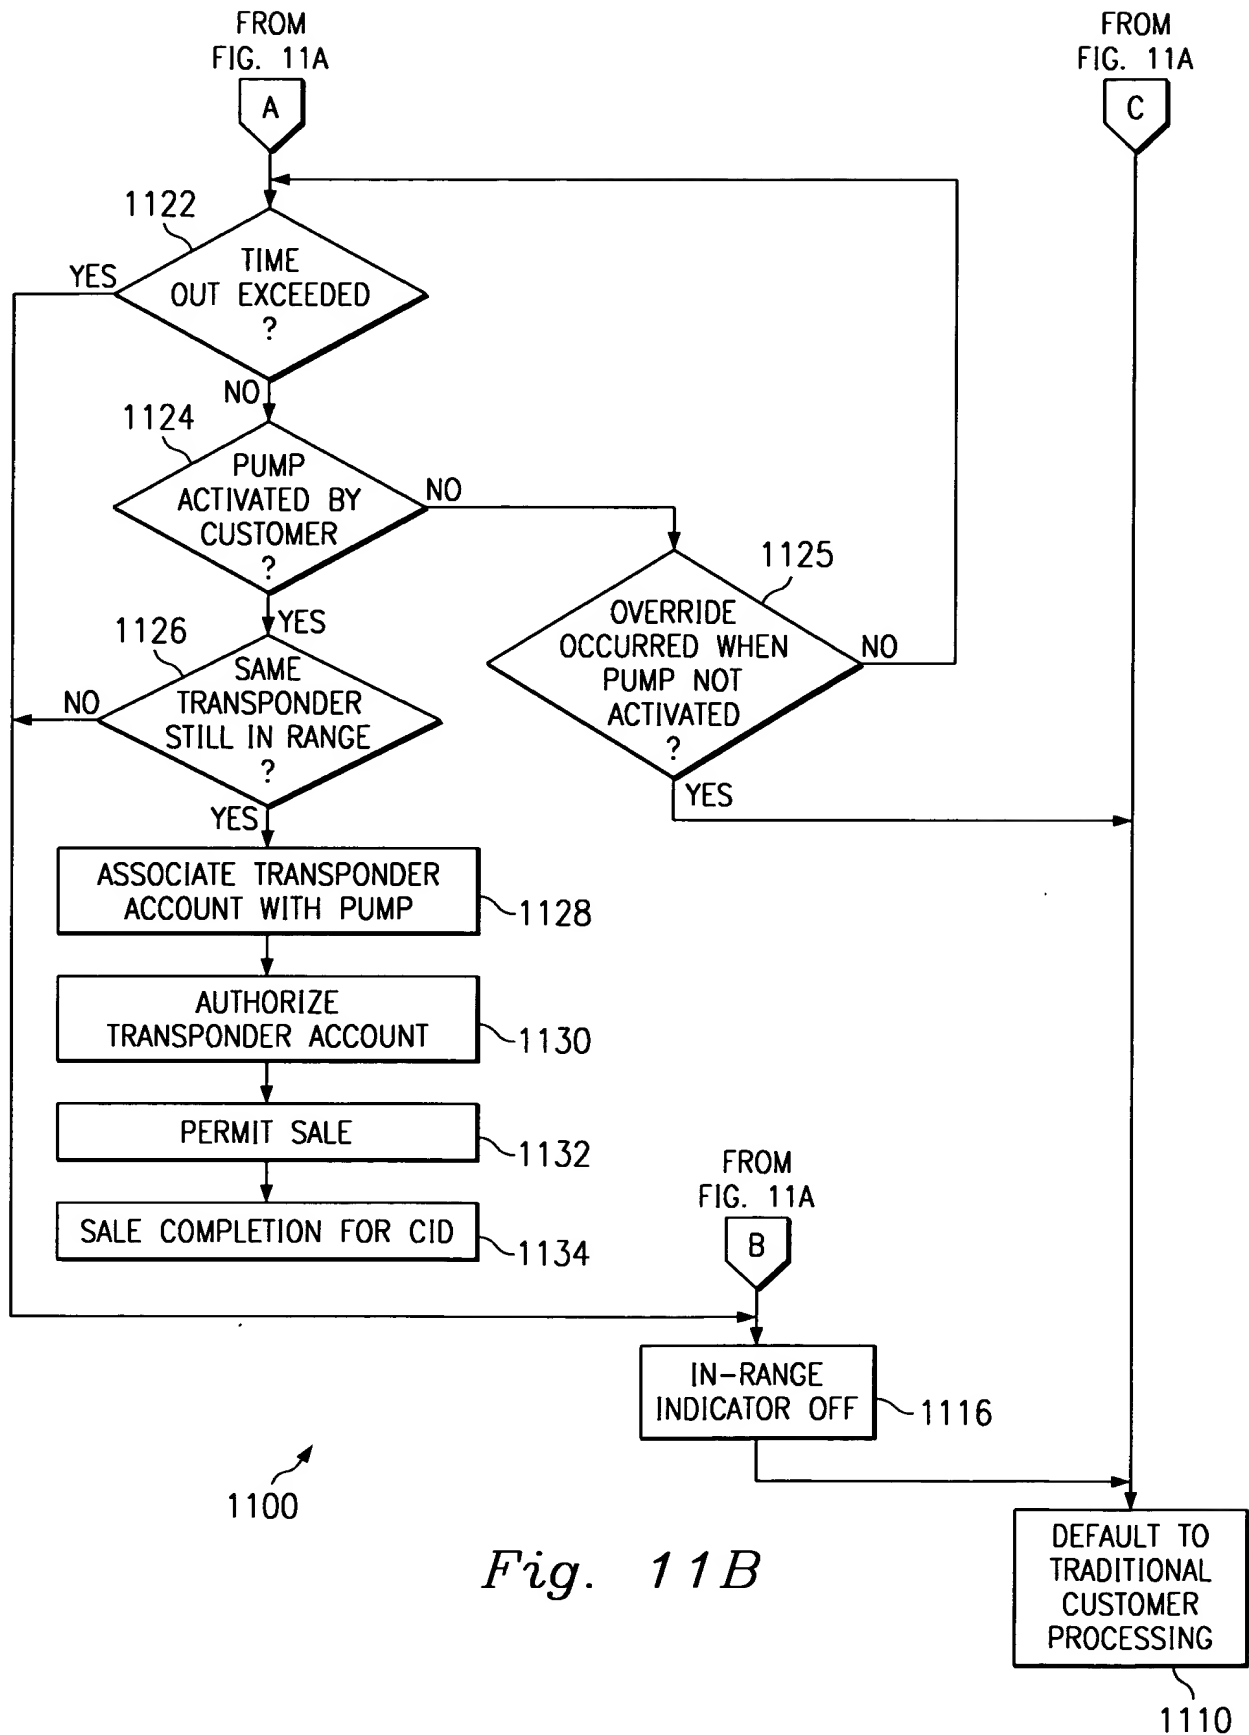 FROM
FIG. 11A
A
FROM
FIG. 11A
C
1122
YES
TIME
OUT EXCEEDED
?
NO
1124
PUMP
ACTIVATED BY
CUSTOMER
?
NO
YES
1125
OVERRIDE
OCCURRED WHEN
PUMP NOT
ACTIVATED
?
NO
YES
1126
SAME
TRANSPONDER
STILL IN RANGE
?
NO
YES
ASSOCIATE TRANSPONDER
ACCOUNT WITH PUMP
1128
AUTHORIZE
TRANSPONDER ACCOUNT
1130
PERMIT SALE
1132
SALE COMPLETION FOR CID
1134
FROM
FIG. 11A
B
IN-RANGE
INDICATOR OFF
1116
1100
DEFAULT TO
TRADITIONAL
CUSTOMER
PROCESSING
1110
Fig. 11B